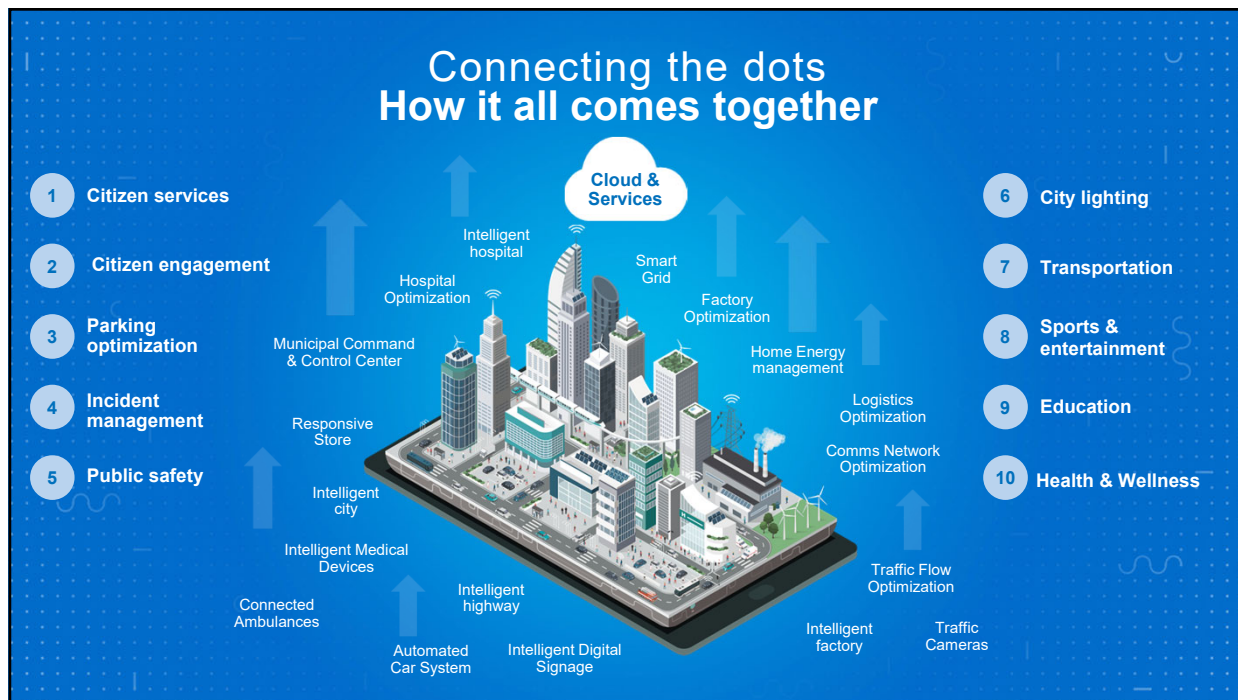 Connecting the dots
How it all comes together
Cloud &
Services
1 Citizen services
2 Citizen engagement
3 Parking
optimization
4 Incident
management
5 Public safety
Intelligent
hospital
Hospital
Optimization
Municipal Command
& Control Center
Responsive
Store
Intelligent
city
Intelligent Medical
Devices
Connected
Ambulances
Intelligent
highway
Automated
Car System
Intelligent Digital
Signage
Smart
Grid
Factory
Optimization
Home Energy
management
Logistics
Optimization
Comms Network
Optimization
Traffic Flow
Optimization
Intelligent
factory
Traffic
Cameras
6 City lighting
7 Transportation
8 Sports &
entertainment
9 Education
10 Health & Wellness